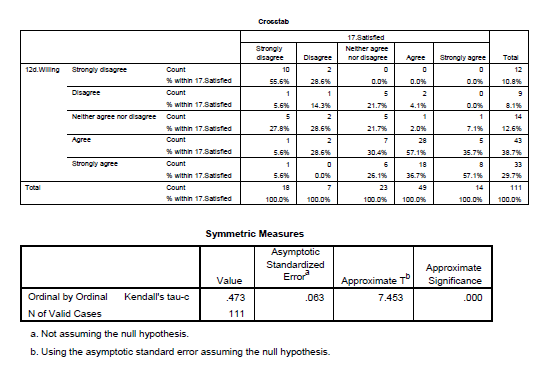 Crosstab
17.Satisfied
Strongly disagree Disagree Neither agree nor disagree Agree Strongly agree Total
12d.Willing Strongly disagree Count 10 2 0 0 0 12
% within 17.Satisfied 55.6% 28.6% 0.0% 0.0% 0.0% 10.8%
Disagree Count 1 1 5 2 0 9
% within 17.Satisfied 5.6% 14.3% 21.7% 4.1% 0.0% 8.1%
Neither agree nor disagree Count 5 2 5 1 1 14
% within 17.Satisfied 27.8% 28.6% 21.7% 2.0% 7.1% 12.6%
Agree Count 1 2 7 28 5 43
% within 17.Satisfied 5.6% 28.6% 30.4% 57.1% 35.7% 38.7%
Strongly agree Count 1 0 6 18 8 33
% within 17.Satisfied 5.6% 0.0% 26.1% 36.7% 57.1% 29.7%
Total Count 18 7 23 49 14 111
% within 17.Satisfied 100.0% 100.0% 100.0% 100.0% 100.0% 100.0%
Symmetric Measures
Value Asymptotic Standardized Error^a Approximate T^b Approximate Significance
Ordinal by Ordinal Kendall's tau-c .473 .063 7.453 .000
N of Valid Cases 111
a. Not assuming the null hypothesis.
b. Using the asymptotic standard error assuming the null hypothesis.